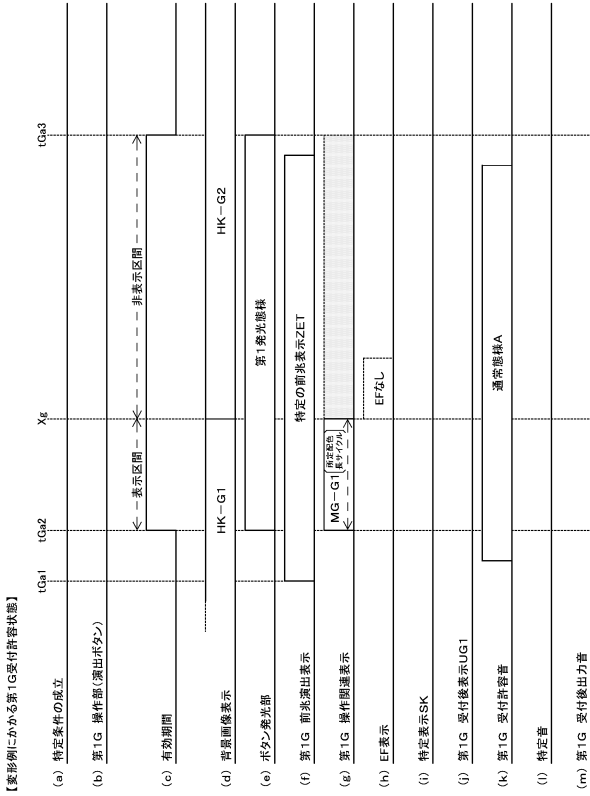 【変形例にかかる第1G受付許容状態】
tGa1
tGa2
Xg
tGa3
(a) 特定条件の成立
(b) 第1G 操作部(演出ボタン)
表示区間
非表示区間
(c) 有効期間
(d) 背景画像表示
HK－G1
HK－G2
(e) ボタン発光部
第1発光態様
(f) 第1G 前兆演出表示
特定の前兆表示ZET
(g) 第1G 操作関連表示
MG－G1
所定配色
長サイクル
(h) EF表示
EFなし
(i) 特定表示SK
(j) 第1G 受付後表示UG1
(k) 第1G 受付許容音
通常態様A
(l) 特定音
(m) 第1G 受付後出力音